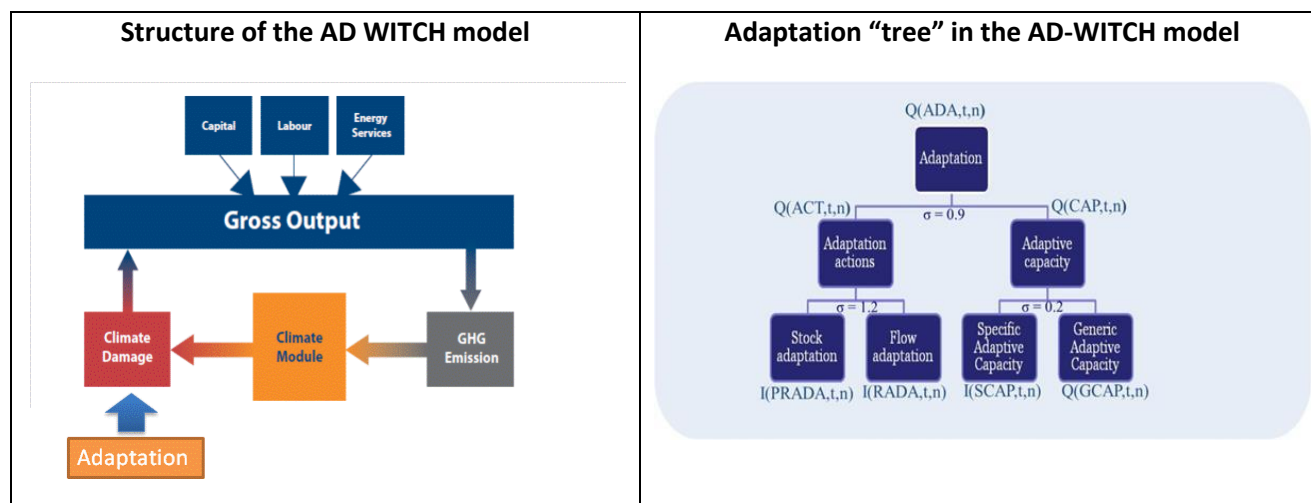 Structure of the AD WITCH model
Capital
Labour
Energy
Services
Gross Output
Climate
Damage
Climate
Module
GHG
Emission
Adaptation
Adaptation “tree” in the AD-WITCH model
Q(ADA,t,n)
Adaptation
Q(ACT,t,n)
σ = 0.9
Q(CAP,t,n)
Adaptation
actions
Adaptive
capacity
σ = 1.2
σ = 0.2
Stock
adaptation
Flow
adaptation
Specific
Adaptive
Capacity
Generic
Adaptive
Capacity
I(PRADA,t,n)
I(RADA,t,n)
I(SCAP,t,n)
Q(GCAP,t,n)